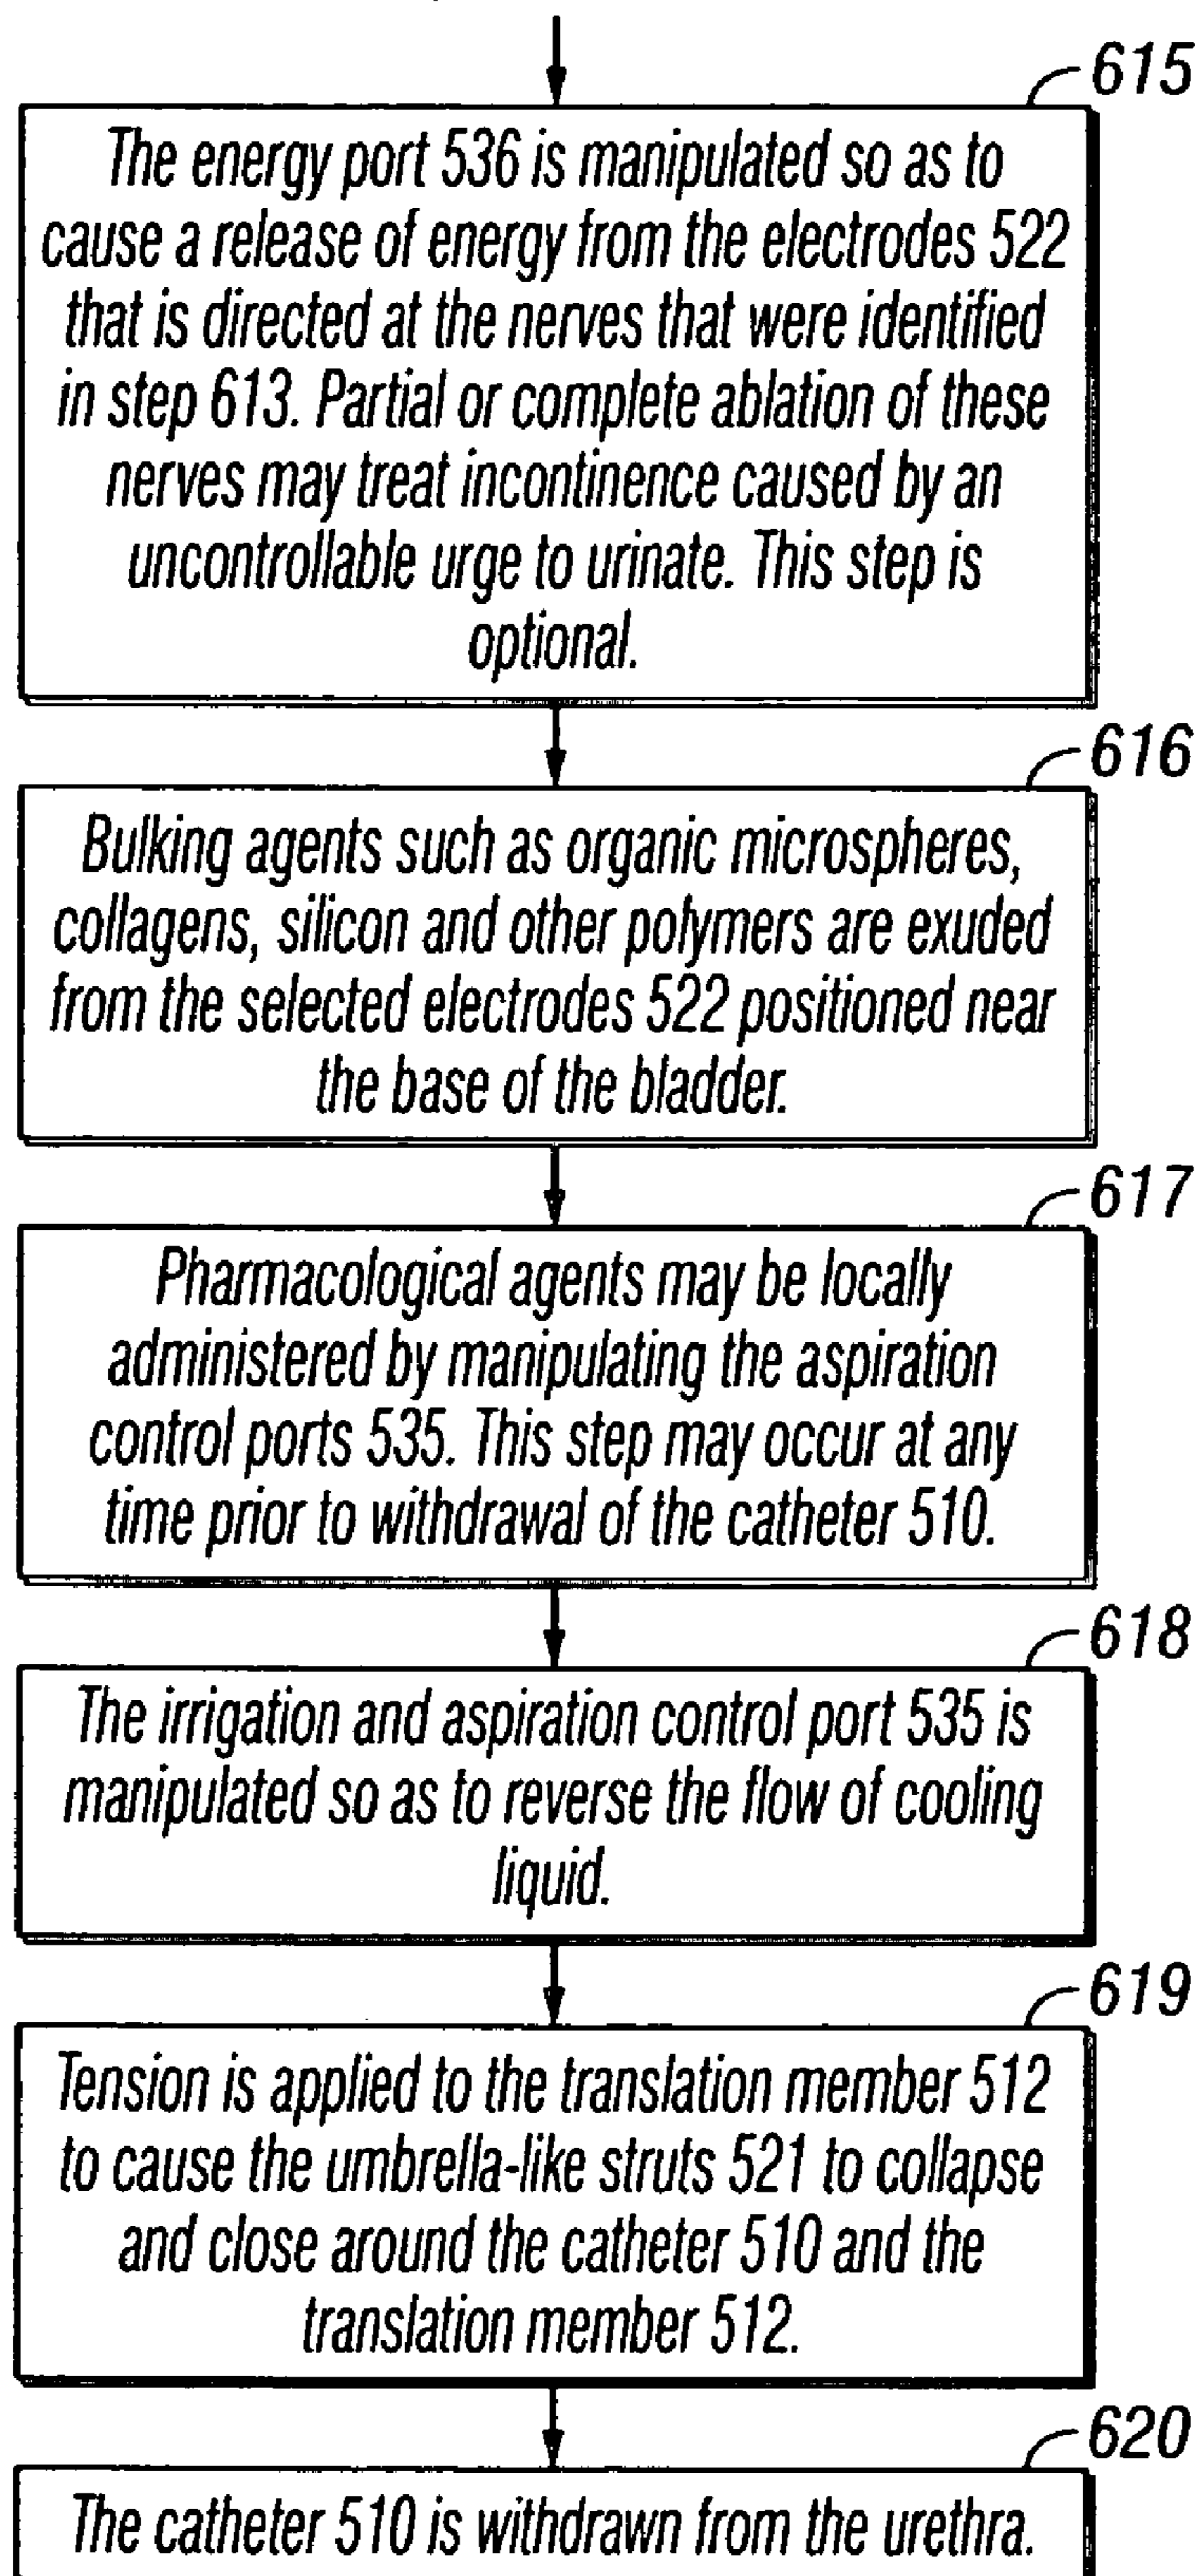 615
The energy port 536 is manipulated so as to
cause a release of energy from the electrodes 522
that is directed at the nerves that were identified
in step 613. Partial or complete ablation of these
nerves may treat incontinence caused by an
uncontrollable urge to urinate. This step is
optional.
616
Bulking agents such as organic microspheres,
collagens, silicon and other polymers are exuded
from the selected electrodes 522 positioned near
the base of the bladder.
617
Pharmacological agents may be locally
administered by manipulating the aspiration
control ports 535. This step may occur at any
time prior to withdrawal of the catheter 510.
618
The irrigation and aspiration control port 535 is
manipulated so as to reverse the flow of cooling
liquid.
619
Tension is applied to the translation member 512
to cause the umbrella-like struts 521 to collapse
and close around the catheter 510 and the
translation member 512.
620
The catheter 510 is withdrawn from the urethra.